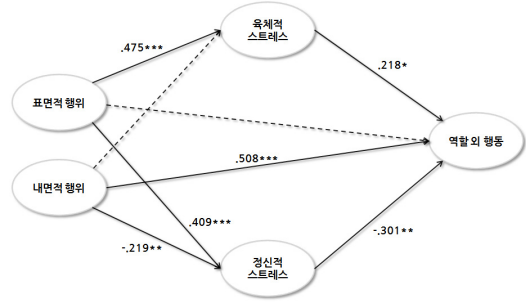 육체적
스트레스
.475***
.218*
표면적 행위
역할 외 행동
.508***
내면적 행위
.409***
-.301**
-.219**
정신적
스트레스